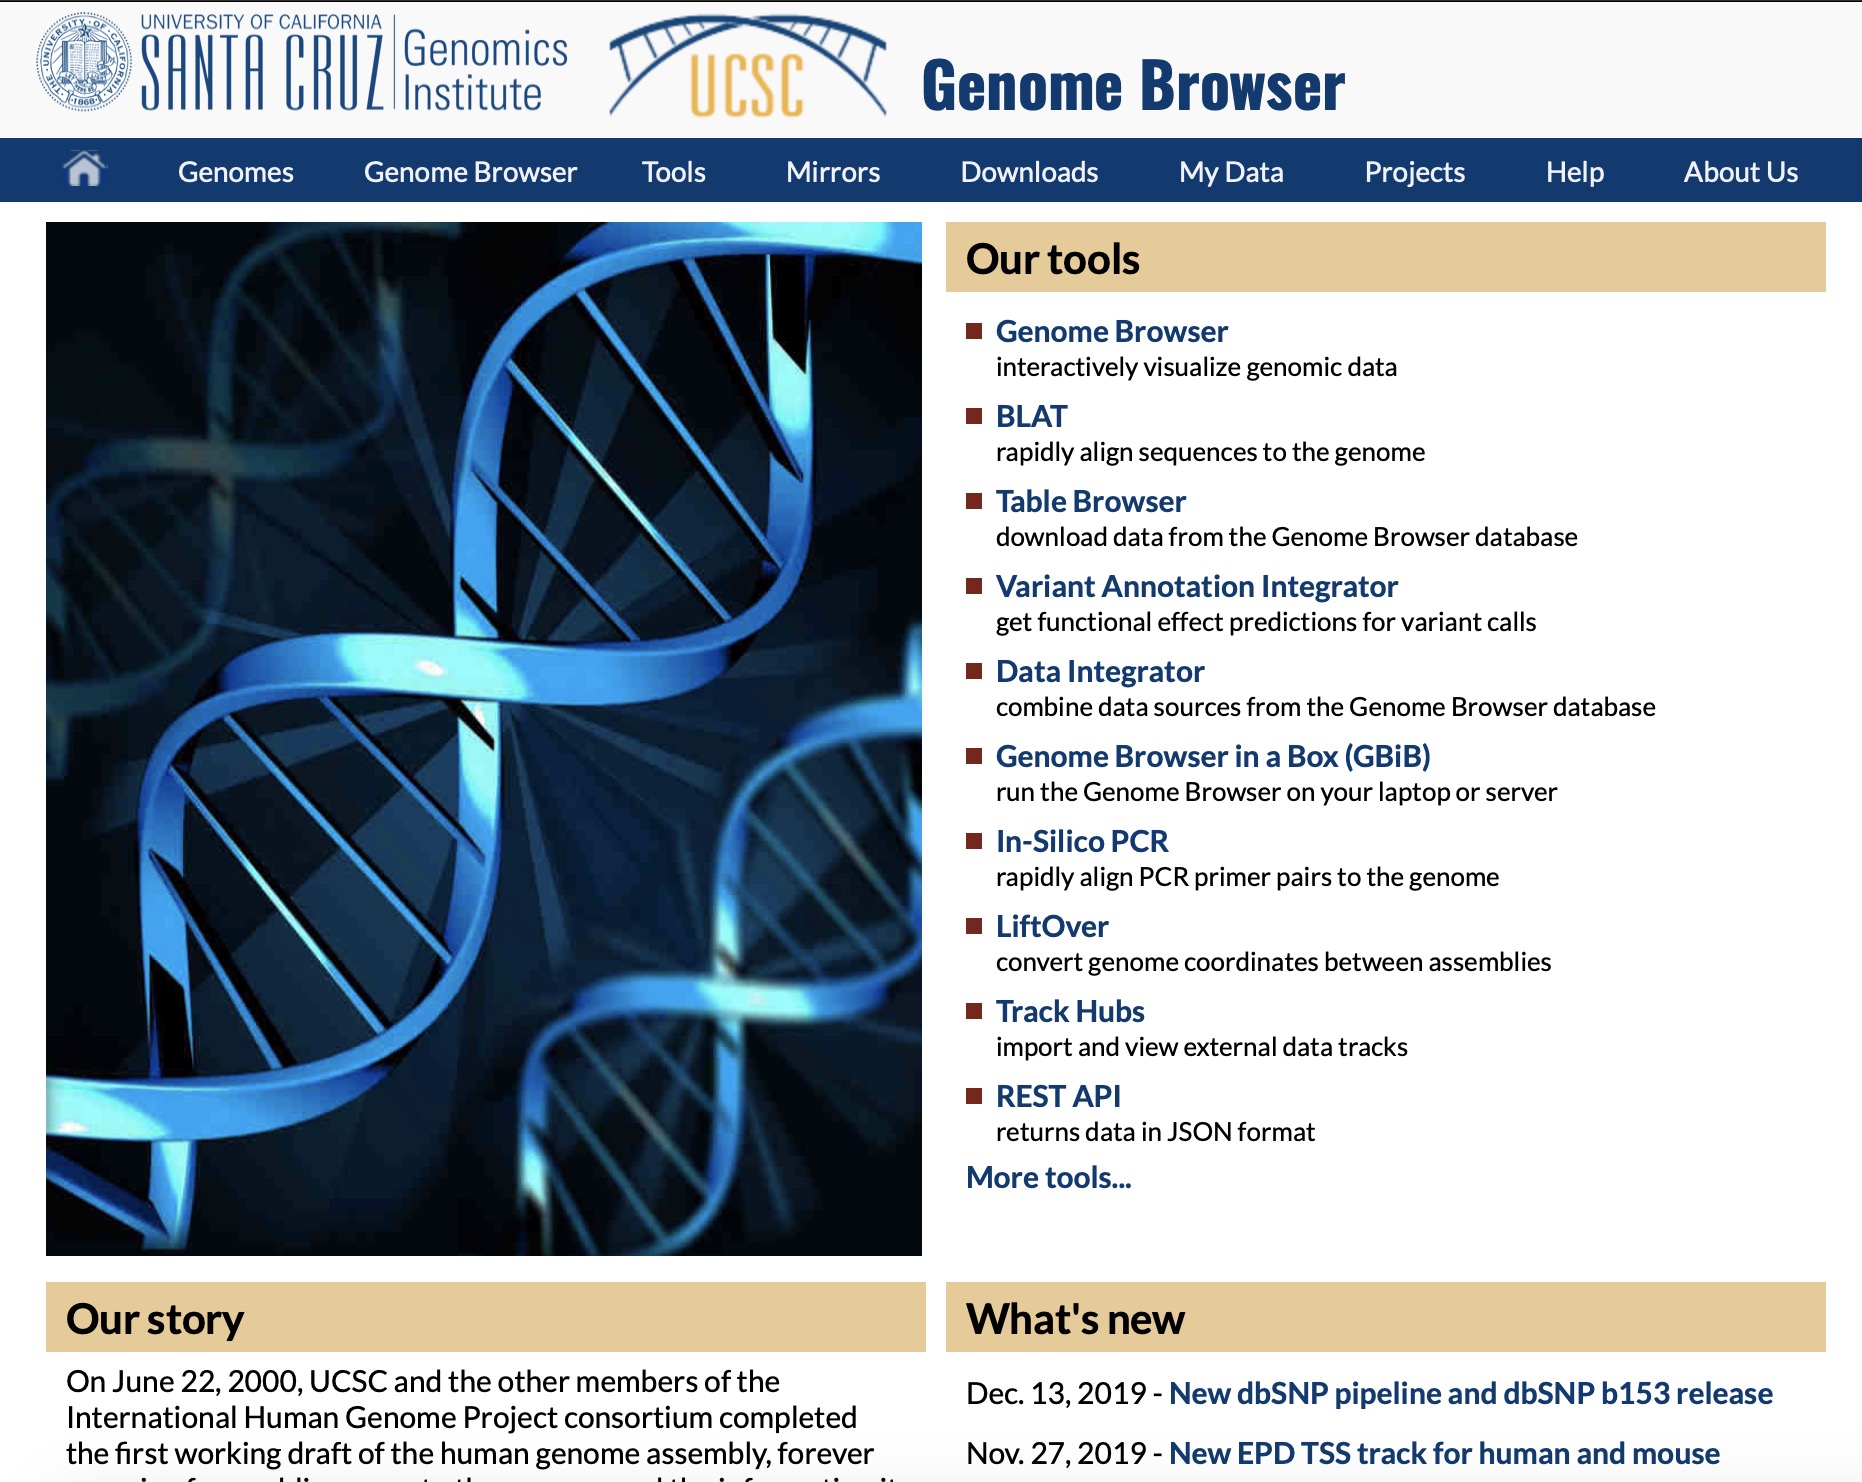 UNIVERSITY OF CALIFORNIA
SANTA CRUZ
Genomics
Institute
UCSC
Genome Browser
Genomes
Genome Browser
Tools
Mirrors
Downloads
My Data
Projects
Help
About Us
Our tools
Genome Browser
interactively visualize genomic data
BLAT
rapidly align sequences to the genome
Table Browser
download data from the Genome Browser database
Variant Annotation Integrator
get functional effect predictions for variant calls
Data Integrator
combine data sources from the Genome Browser database
Genome Browser in a Box (GBiB)
run the Genome Browser on your laptop or server
In-Silico PCR
rapidly align PCR primer pairs to the genome
LiftOver
convert genome coordinates between assemblies
Track Hubs
import and view external data tracks
REST API
returns data in JSON format
More tools...
Our story
On June 22, 2000, UCSC and the other members of the
International Human Genome Project consortium completed
the first working draft of the human genome assembly, forever
What's new
Dec. 13, 2019 - New dbSNP pipeline and dbSNP b153 release
Nov. 27, 2019 - New EPD TSS track for human and mouse